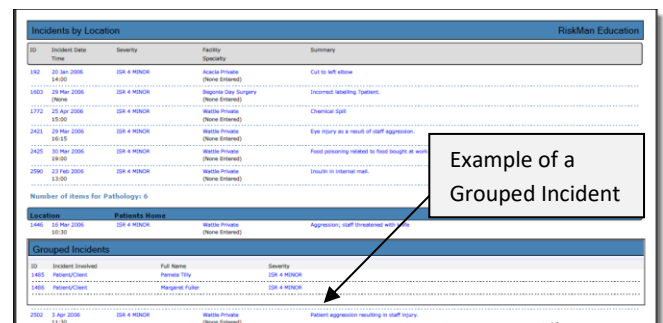 Incidents by Location RiskMan Education
ID Incident Date Severity Facility Summary
Time Specialty
192 20 Jan 2006 ISR 4 MINOR Acacia Private Cut to left elbow
14:00 (None Entered)
1603 29 Mar 2006 ISR 4 MINOR Begonia Day Surgery Incorrect labelling ?patient.
(None (None Entered)
1772 25 Apr 2006 ISR 4 MINOR Wattle Private Chemical Spill
15:00 (None Entered)
2421 29 Mar 2006 ISR 4 MINOR Wattle Private Eye injury as a result of staff aggression.
10:15 (None Entered)
2425 30 Mar 2006 ISR 4 MINOR Wattle Private Food poisoning related to food bought at work
19:00 (None Entered)
2590 23 Feb 2006 ISR 4 MINOR Wattle Private Insulin in internal mail.
13:00 (None Entered)
Example of a
Grouped Incident
Number of items for Pathology: 6
Location Patients Home
1446 16 Mar 2006 ISR 4 MINOR Wattle Private Aggression; staff threatened with
10:30 (None Entered)
Grouped Incidents
ID Incident Involved Full Name Severity
1485 Patient/Client Pamela Tilly ISR 4 MINOR
1486 Patient/Client Margaret Fuller ISR 4 MINOR
2502 3 Apr 2006 ISR 4 MINOR Wattle Private Patient aggression resulting in staff injury.
11:30 (None Entered)